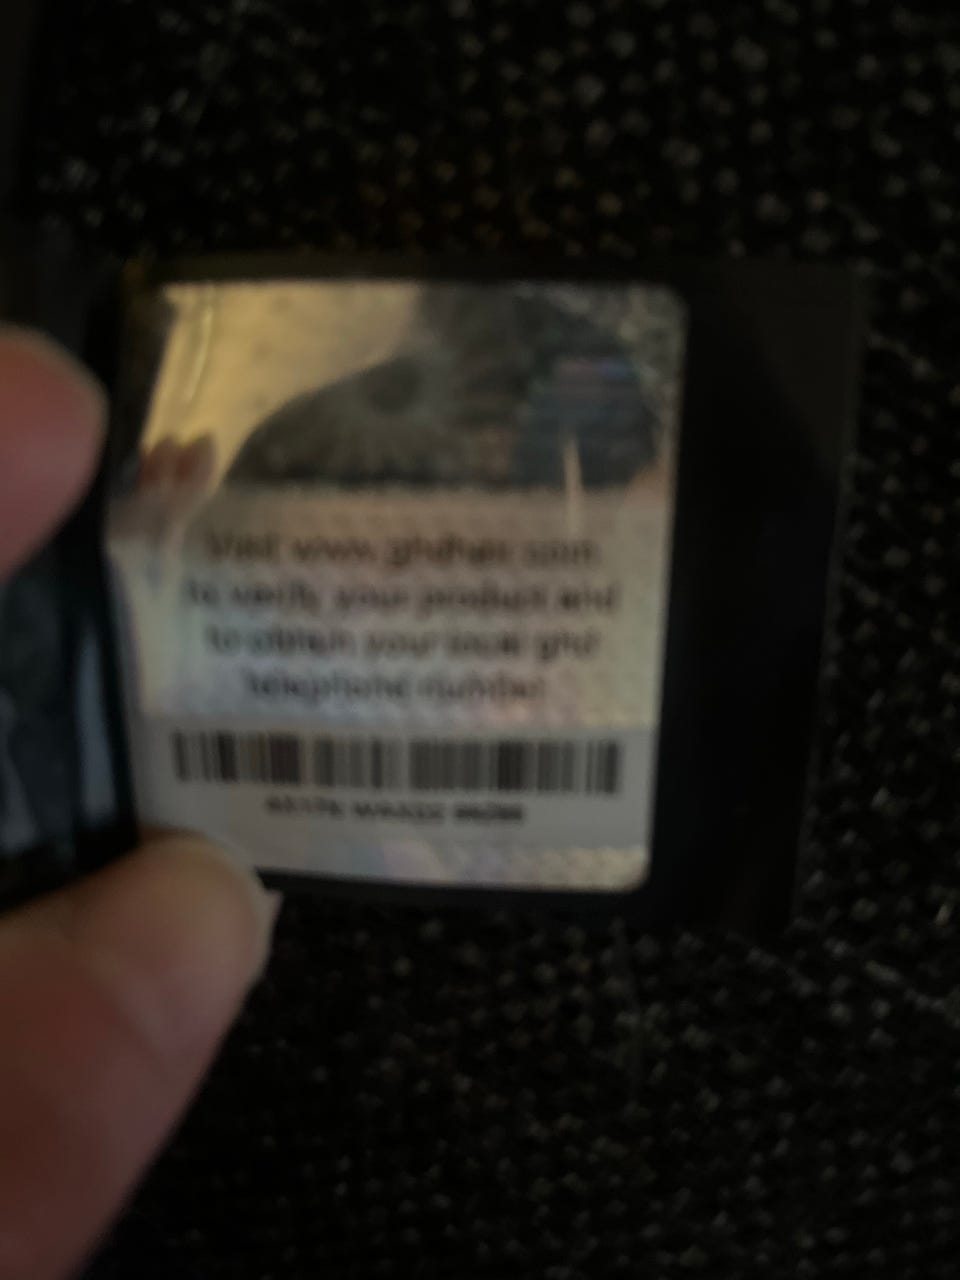 Visit www.ghdhair.com
to verify your product and
to obtain your local ghd
telephone number